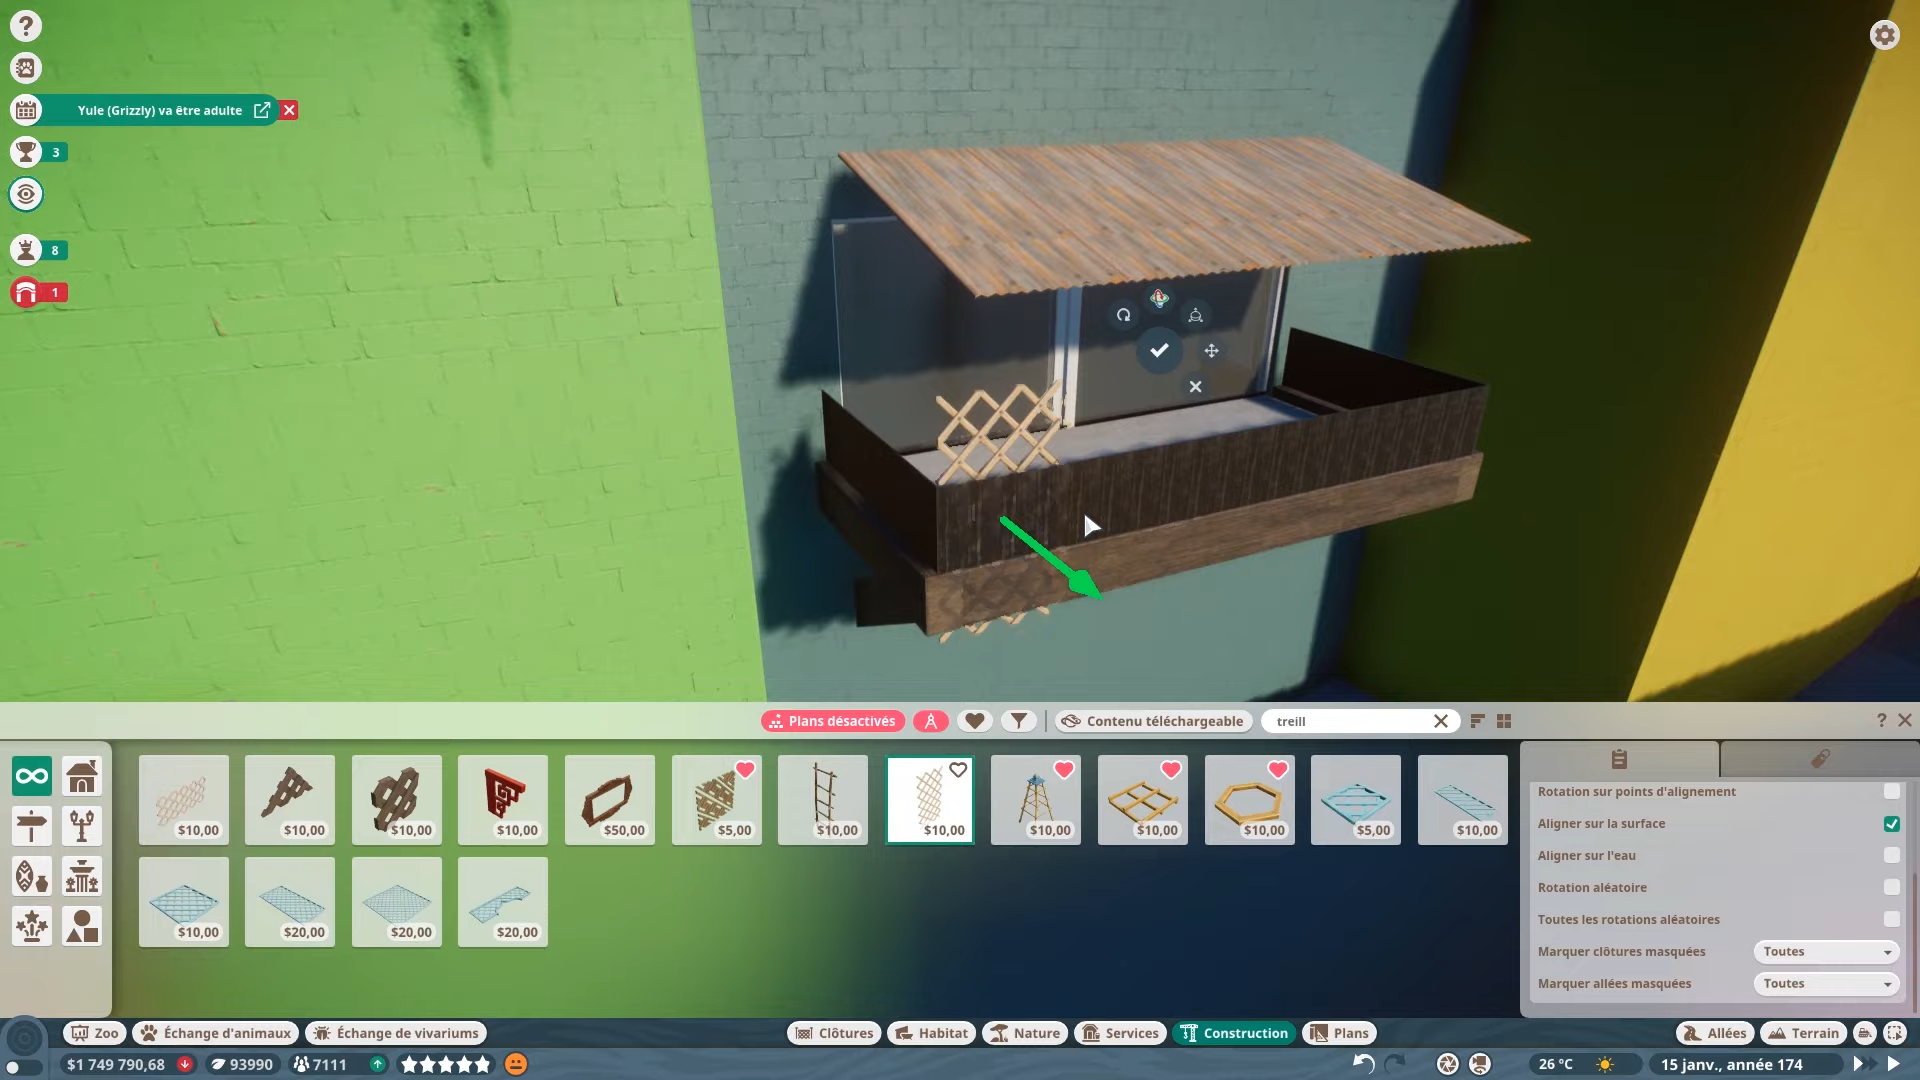 Yule (Grizzly) va être adulte
3
8
1
Plans désactivés
Contenu téléchargeable
treill
$10,00
$10,00
$10,00
$10,00
$50,00
$5,00
$10,00
$10,00
$10,00
$10,00
$10,00
$5,00
$10,00
$10,00
$20,00
$20,00
$20,00
Rotation sur points d'alignement
Aligner sur la surface
Aligner sur l'eau
Rotation aléatoire
Toutes les rotations aléatoires
Marquer clôtures masquées Toutes
Marquer allées masquées Toutes
Zoo
Échange d'animaux
Échange de vivariums
Clôtures
Habitat
Nature
Services
Construction
Plans
Allées
Terrain
$1 749 790,68
93990
7111
26 °C
15 janv., année 174